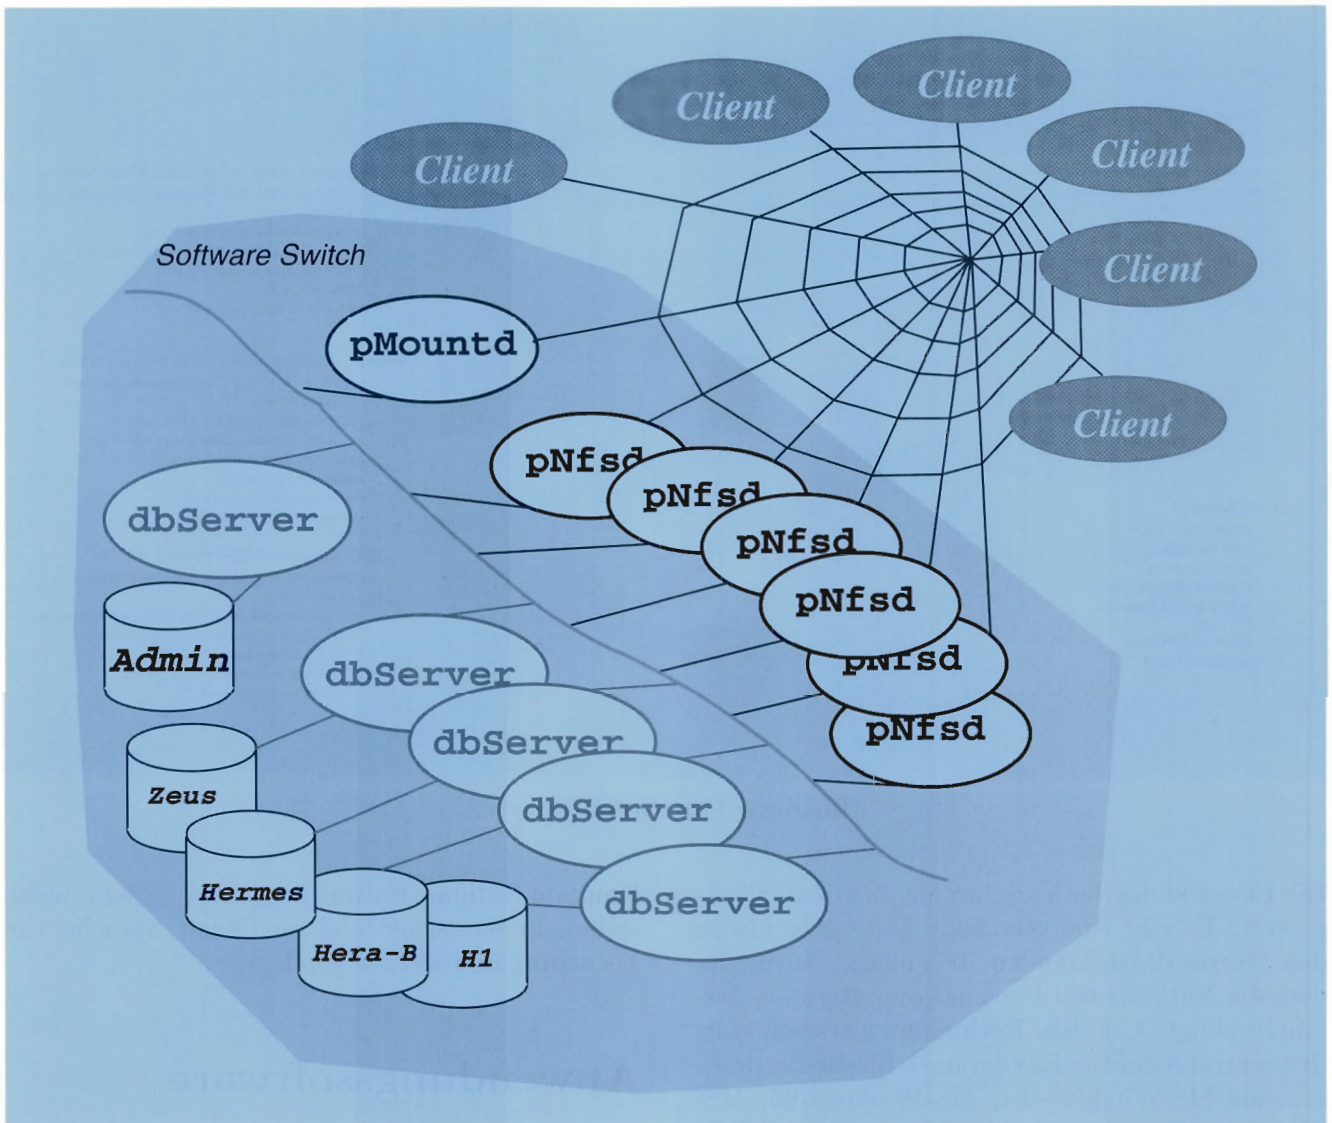 Client
Client
Client
Client
Client
Client
Software Switch
pMountd
pNfsd
pNfsd
pNfsd
pNfsd
pNfsd
pNfsd
dbServer
dbServer
dbServer
dbServer
dbServer
Admin
Zeus
Hermes
Hera-B
H1